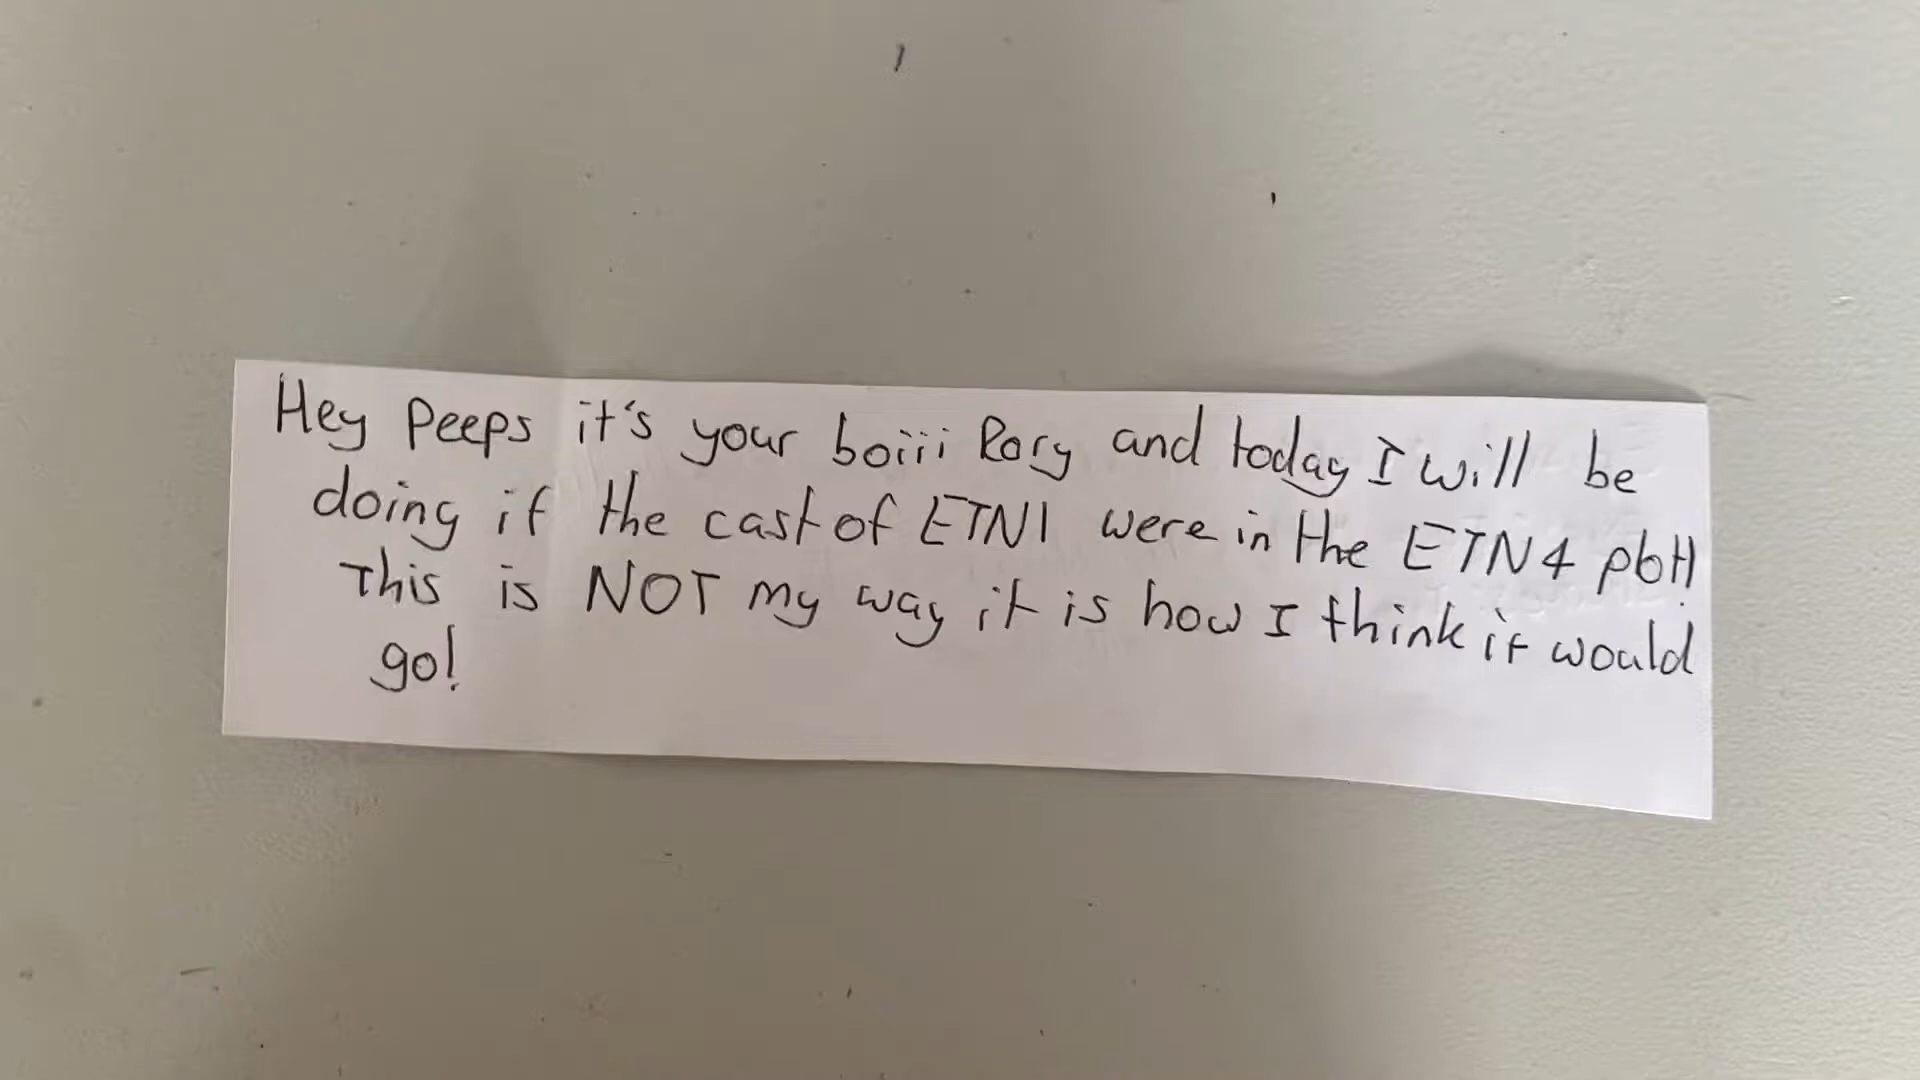 Hey Peeps it's your boiii Rory and today I will be
doing if the cast of ETN1 were in the ETN4 plot!
This is NOT my way it is how I think it would
go!